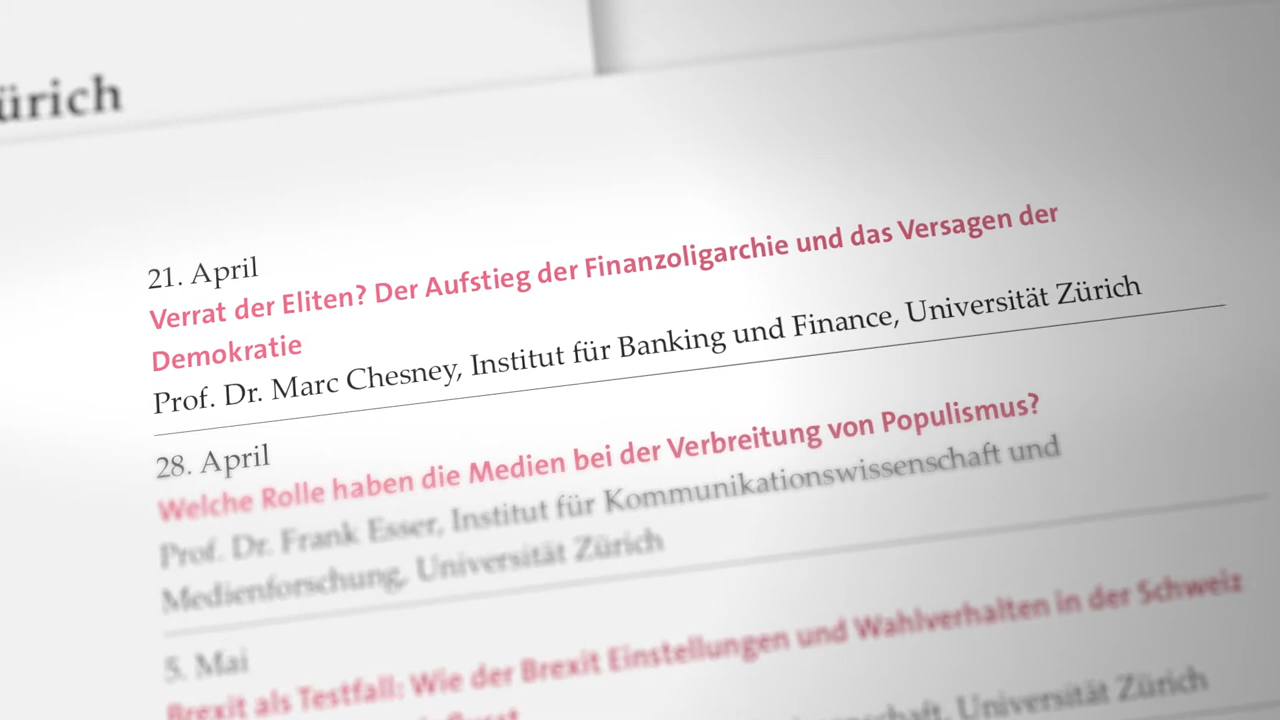 ürich
21. April
Verrat der Eliten? Der Aufstieg der Finanzoligarchie und das Versagen der
Demokratie
Prof. Dr. Marc Chesney, Institut für Banking und Finance, Universität Zürich
28. April
Welche Rolle haben die Medien bei der Verbreitung von Populismus?
Prof. Dr. Frank Esser, Institut für Kommunikationswissenschaft und
Medienforschung, Universität Zürich
5. Mai
Brexit als Testfall: Wie der Brexit Einstellungen und Wahlverhalten in der Schweiz
Universität Zürich